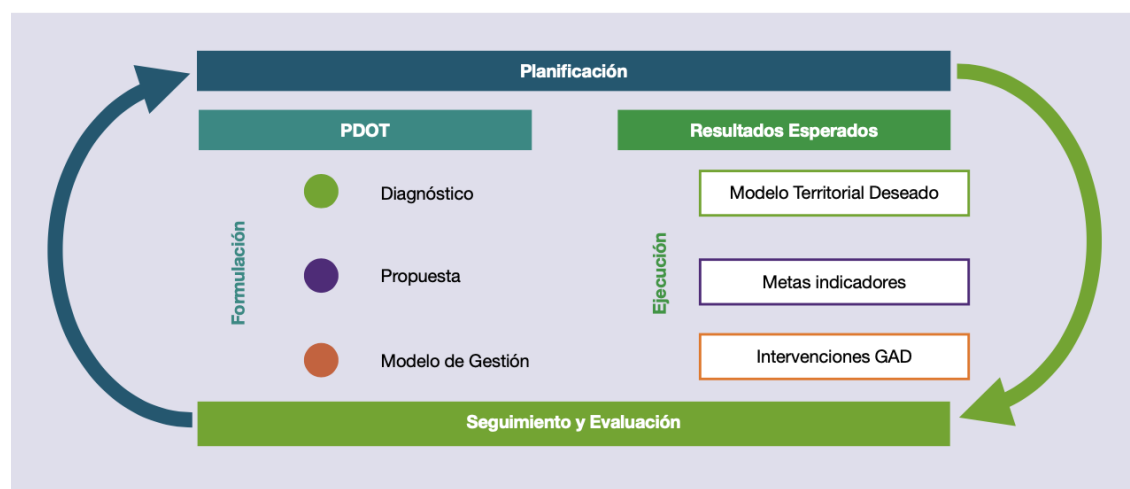 Planificación
PDOT
Resultados Esperados
Formulación
Diagnóstico
Propuesta
Modelo de Gestión
Ejecución
Modelo Territorial Deseado
Metas indicadores
Intervenciones GAD
Seguimiento y Evaluación